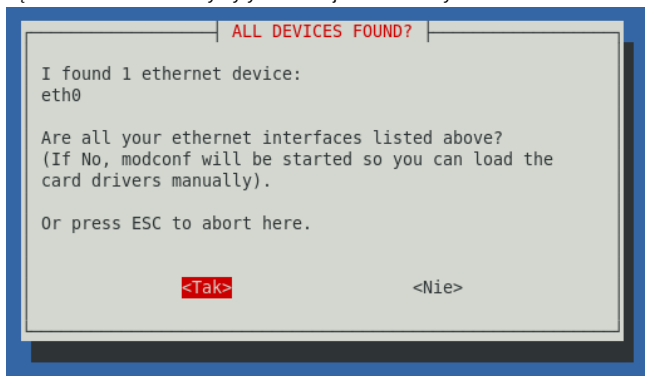 ALL DEVICES FOUND?
I found 1 ethernet device:
eth0
Are all your ethernet interfaces listed above?
(If No, modconf will be started so you can load the
card drivers manually).
Or press ESC to abort here.
<Tak> <Nie>